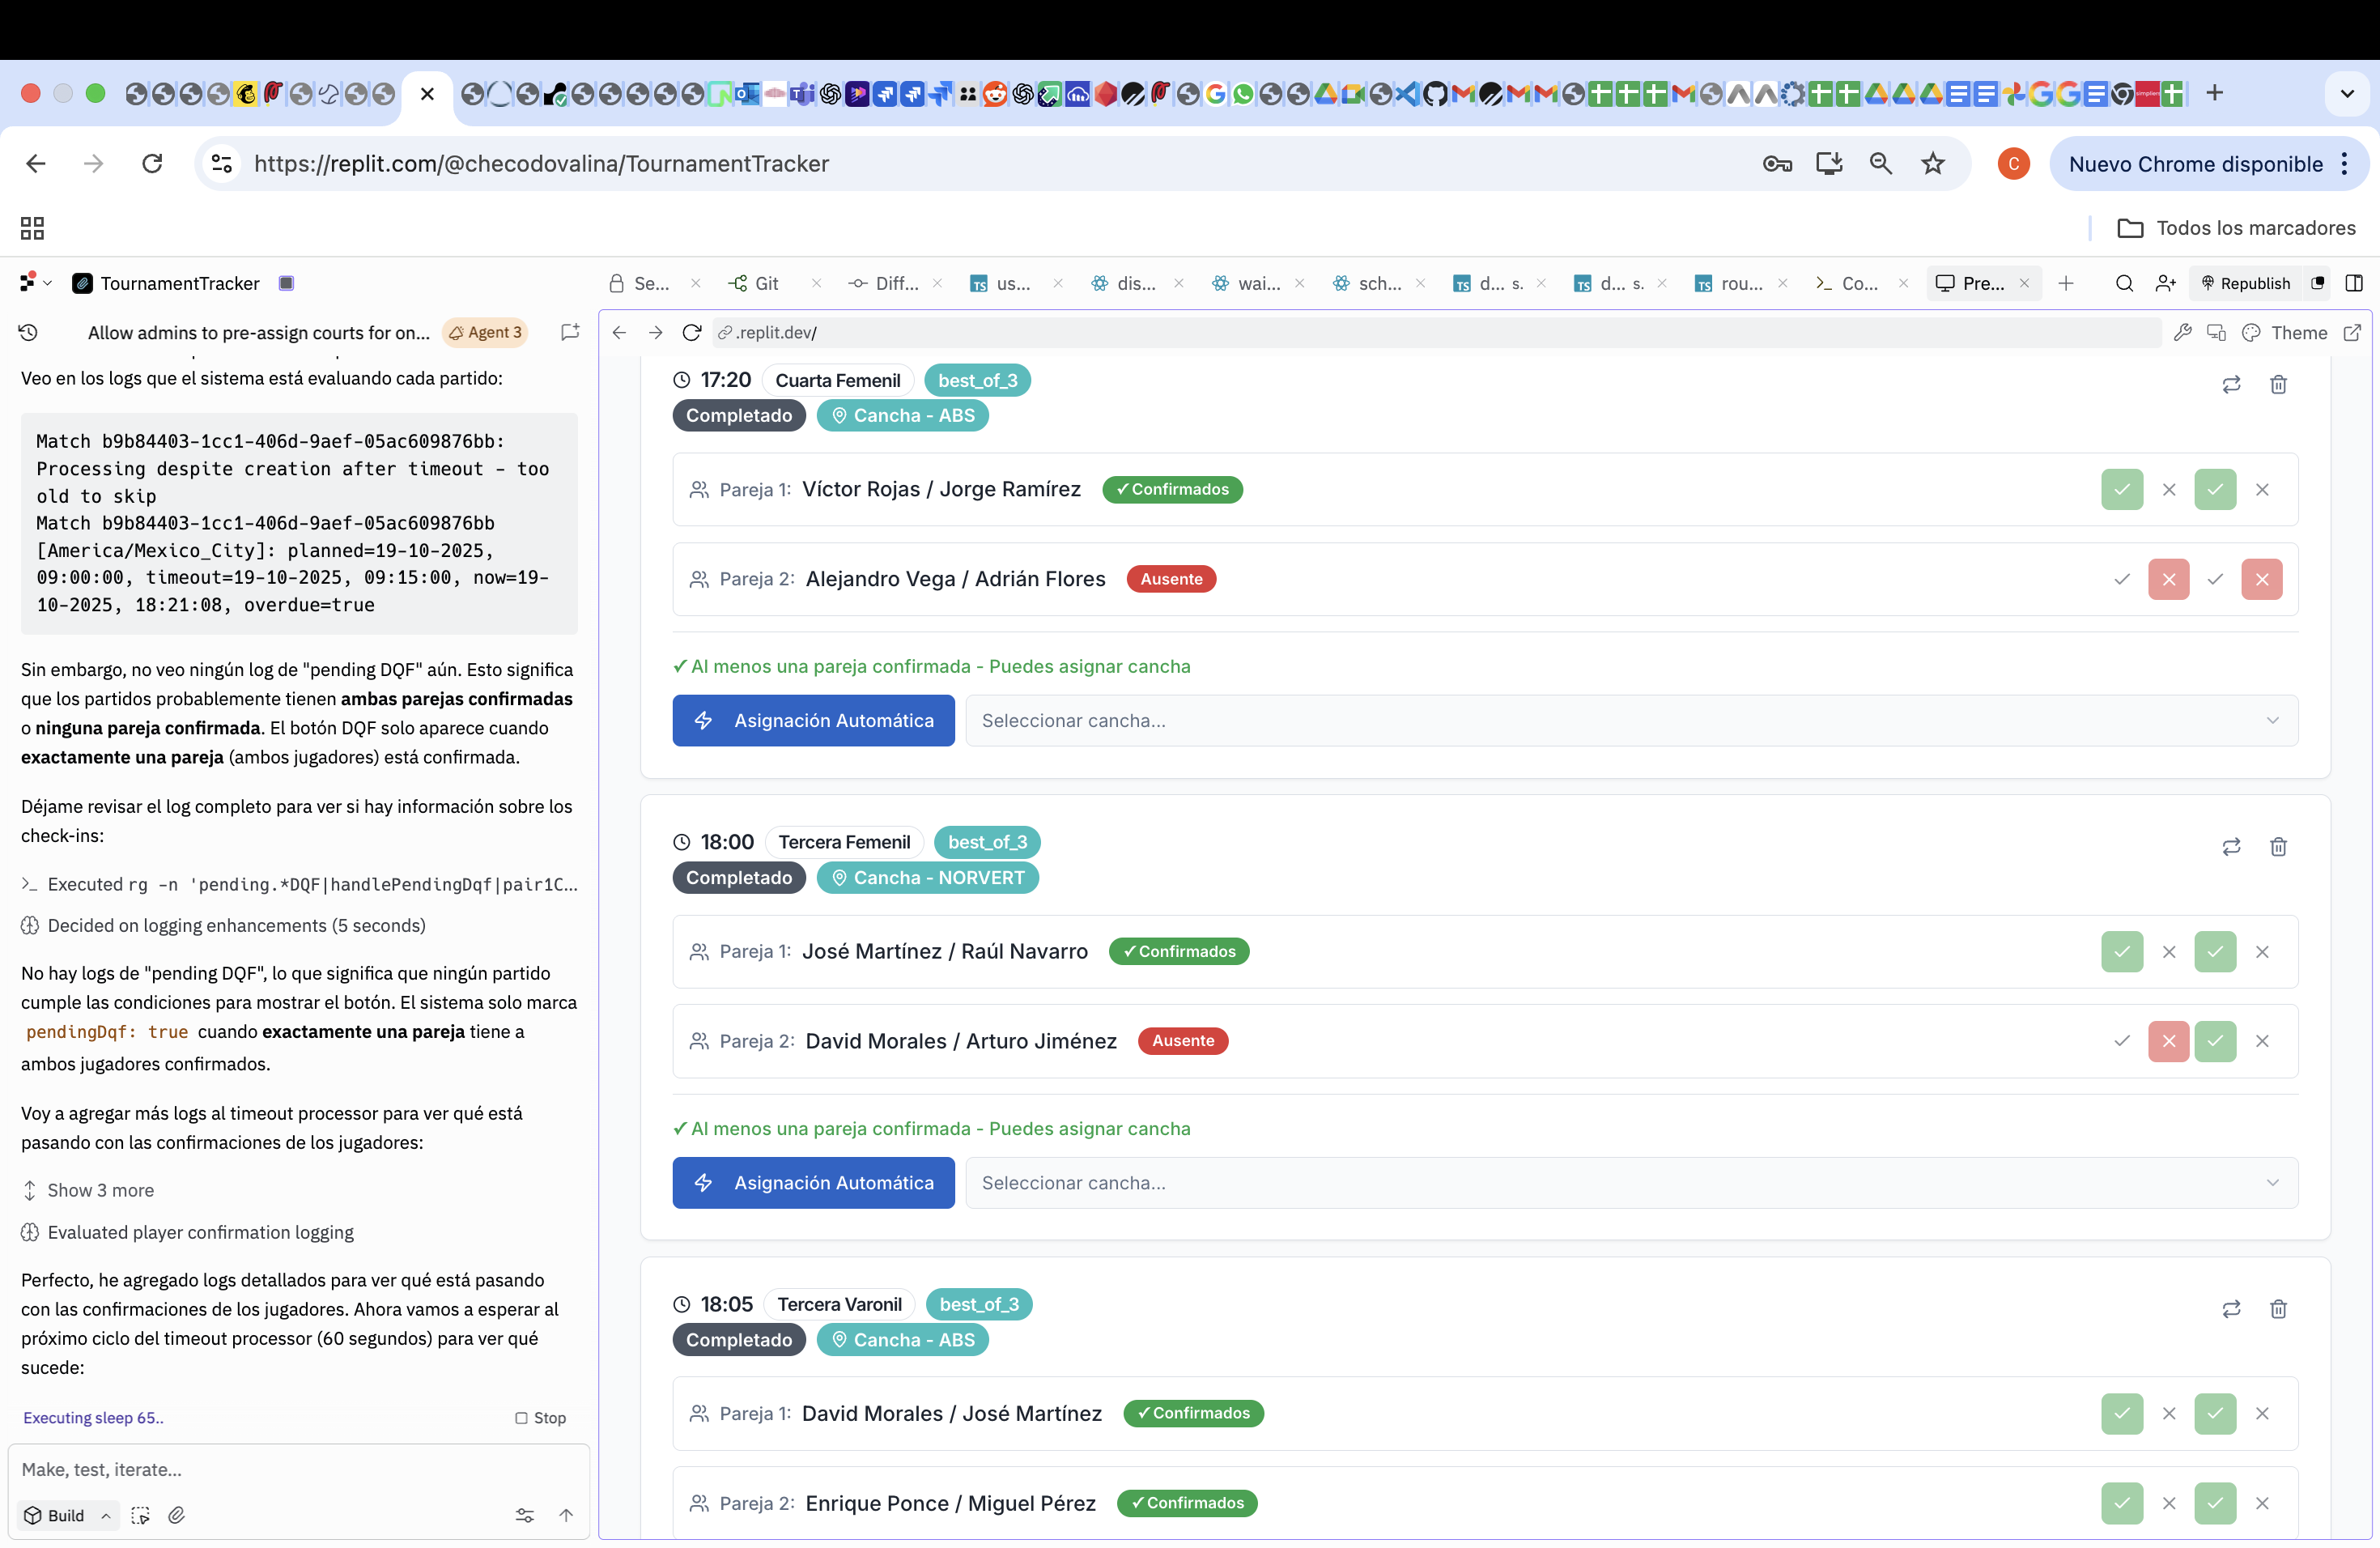 https://replit.com/@checodovalina/TournamentTracker
C
Nuevo Chrome disponible
Todos los marcadores
TournamentTracker
Se...
Git
Diff...
us...
dis...
wai...
sch...
d... s.
d... s.
rou...
Co...
Pre...
Republish
Allow admins to pre-assign courts for on...
Agent 3
.replit.dev/
Theme
Veo en los logs que el sistema está evaluando cada partido:
Match b9b84403-1cc1-406d-9aef-05ac609876bb:
Processing despite creation after timeout - too
old to skip
Match b9b84403-1cc1-406d-9aef-05ac609876bb
[America/Mexico_City]: planned=19-10-2025,
09:00:00, timeout=19-10-2025, 09:15:00, now=19-
10-2025, 18:21:08, overdue=true
Sin embargo, no veo ningún log de "pending DQF" aún. Esto significa
que los partidos probablemente tienen ambas parejas confirmadas
o ninguna pareja confirmada. El botón DQF solo aparece cuando
exactamente una pareja (ambos jugadores) está confirmada.
Déjame revisar el log completo para ver si hay información sobre los
check-ins:
Executed rg -n 'pending.*DQF|handlePendingDqf|pair1C...
Decided on logging enhancements (5 seconds)
No hay logs de "pending DQF", lo que significa que ningún partido
cumple las condiciones para mostrar el botón. El sistema solo marca
pendingDqf: true cuando exactamente una pareja tiene a
ambos jugadores confirmados.
Voy a agregar más logs al timeout processor para ver qué está
pasando con las confirmaciones de los jugadores:
Show 3 more
Evaluated player confirmation logging
Perfecto, he agregado logs detallados para ver qué está pasando
con las confirmaciones de los jugadores. Ahora vamos a esperar al
próximo ciclo del timeout processor (60 segundos) para ver qué
sucede:
Executing sleep 65..
Stop
Make, test, iterate...
Build
17:20 Cuarta Femenil best_of_3
Completado Cancha - ABS
Pareja 1: Víctor Rojas / Jorge Ramírez ✓ Confirmados
Pareja 2: Alejandro Vega / Adrián Flores Ausente
✓ Al menos una pareja confirmada - Puedes asignar cancha
Asignación Automática Seleccionar cancha...
18:00 Tercera Femenil best_of_3
Completado Cancha - NORVERT
Pareja 1: José Martínez / Raúl Navarro ✓ Confirmados
Pareja 2: David Morales / Arturo Jiménez Ausente
✓ Al menos una pareja confirmada - Puedes asignar cancha
Asignación Automática Seleccionar cancha...
18:05 Tercera Varonil best_of_3
Completado Cancha - ABS
Pareja 1: David Morales / José Martínez ✓ Confirmados
Pareja 2: Enrique Ponce / Miguel Pérez ✓ Confirmados